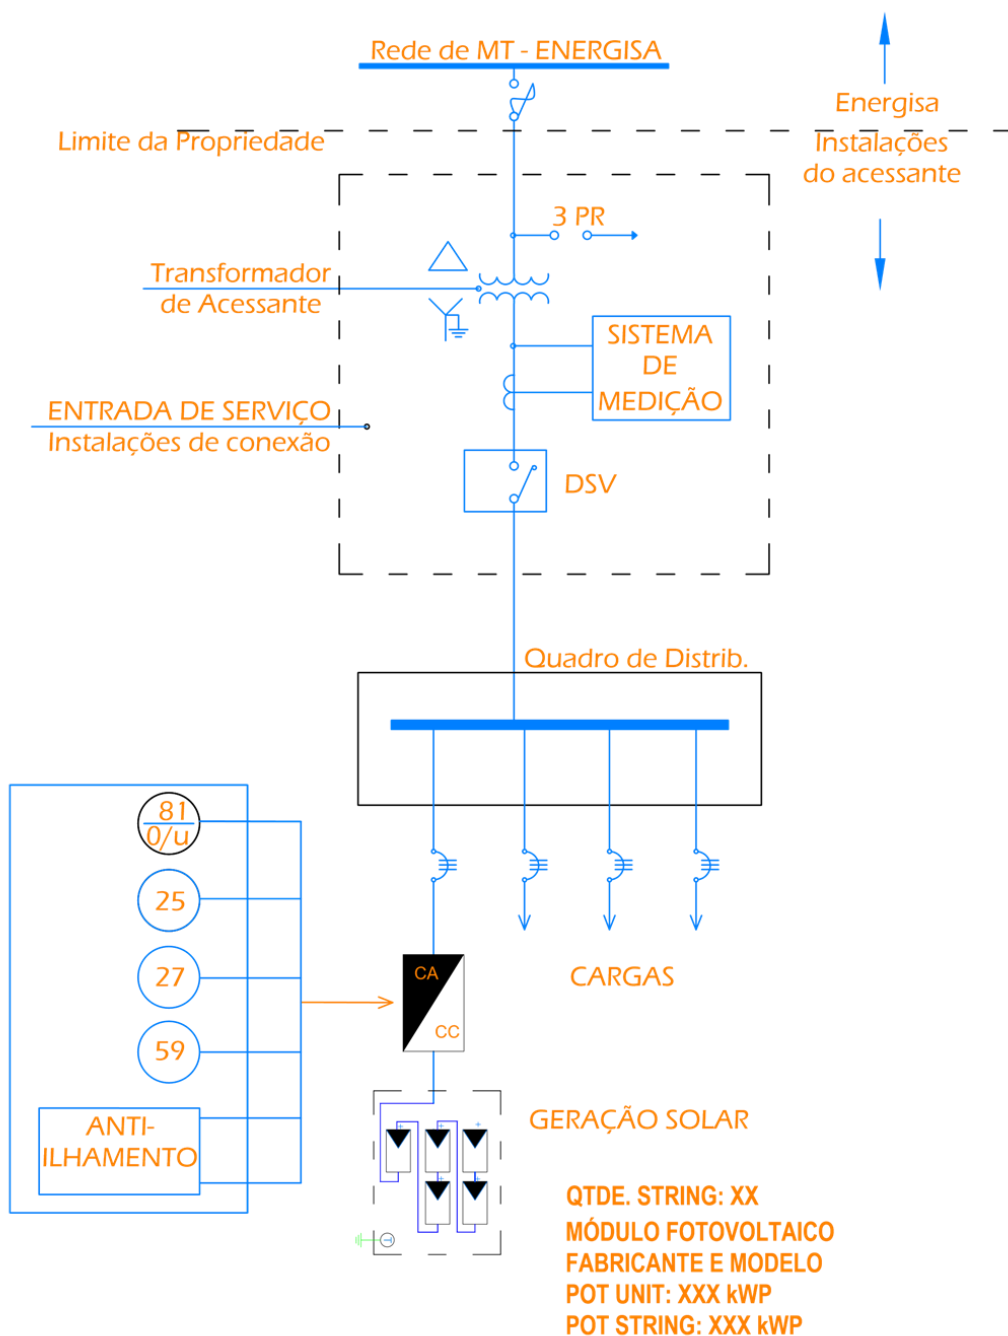 Rede de MT - ENERGISA
Energisa
Limite da Propriedade
Instalações
do acessante
3 PR
Transformador
de Acessante
SISTEMA
DE
MEDIÇÃO
ENTRADA DE SERVIÇO
Instalações de conexão
DSV
Quadro de Distrib.
81
0/u
25
27
59
ANTI-
ILHAMENTO
CA
CC
CARGAS
GERAÇÃO SOLAR
QTDE. STRING: XX
MÓDULO FOTOVOLTAICO
FABRICANTE E MODELO
POT UNIT: XXX kWP
POT STRING: XXX kWP